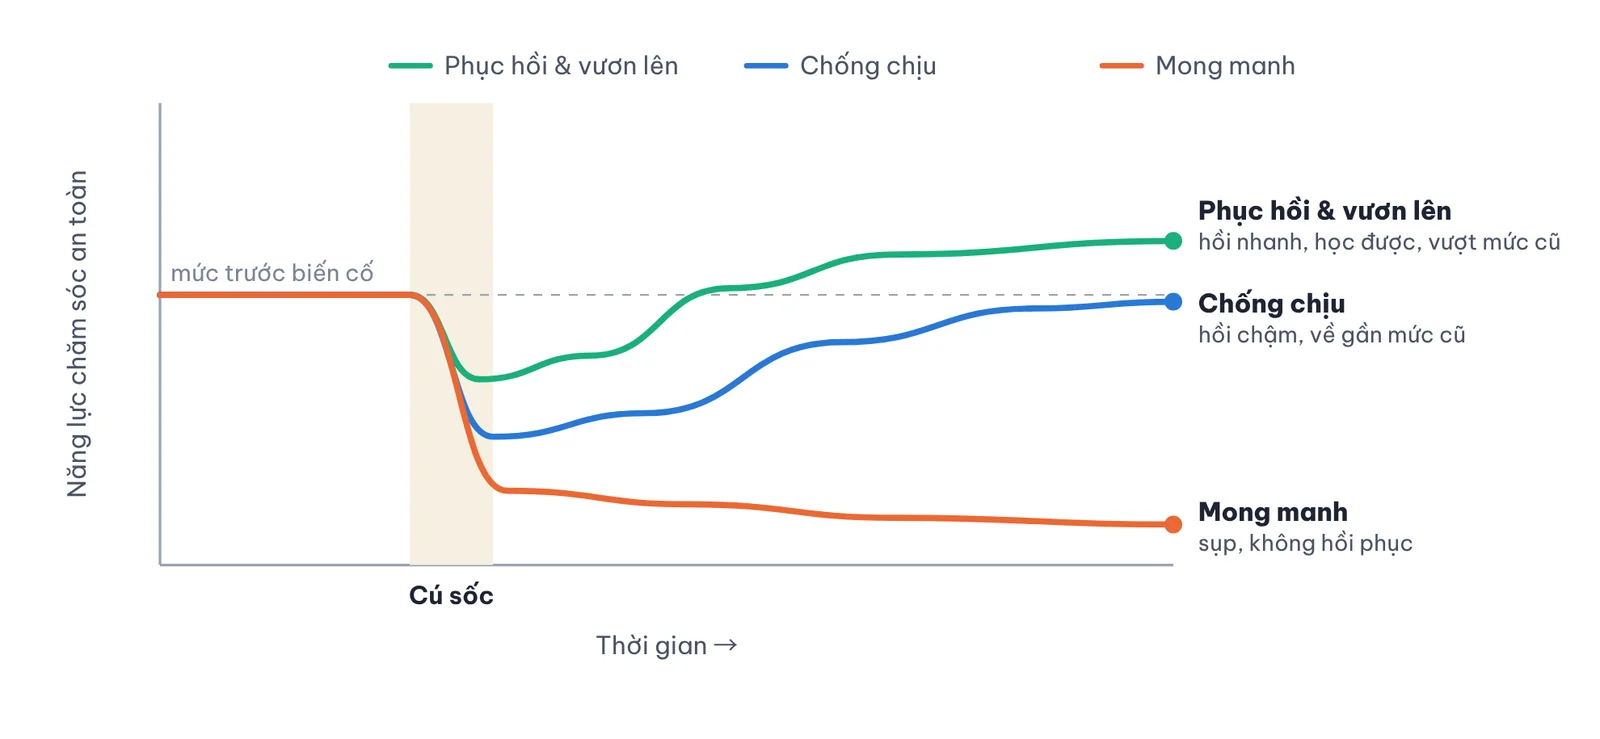 Phục hồi & vươn lên
Chống chịu
Mong manh
Năng lực chăm sóc an toàn
mức trước biến cố
Phục hồi & vươn lên
hồi nhanh, học được, vượt mức cũ
Chống chịu
hồi chậm, về gần mức cũ
Mong manh
sụp, không hồi phục
Cú sốc
Thời gian →